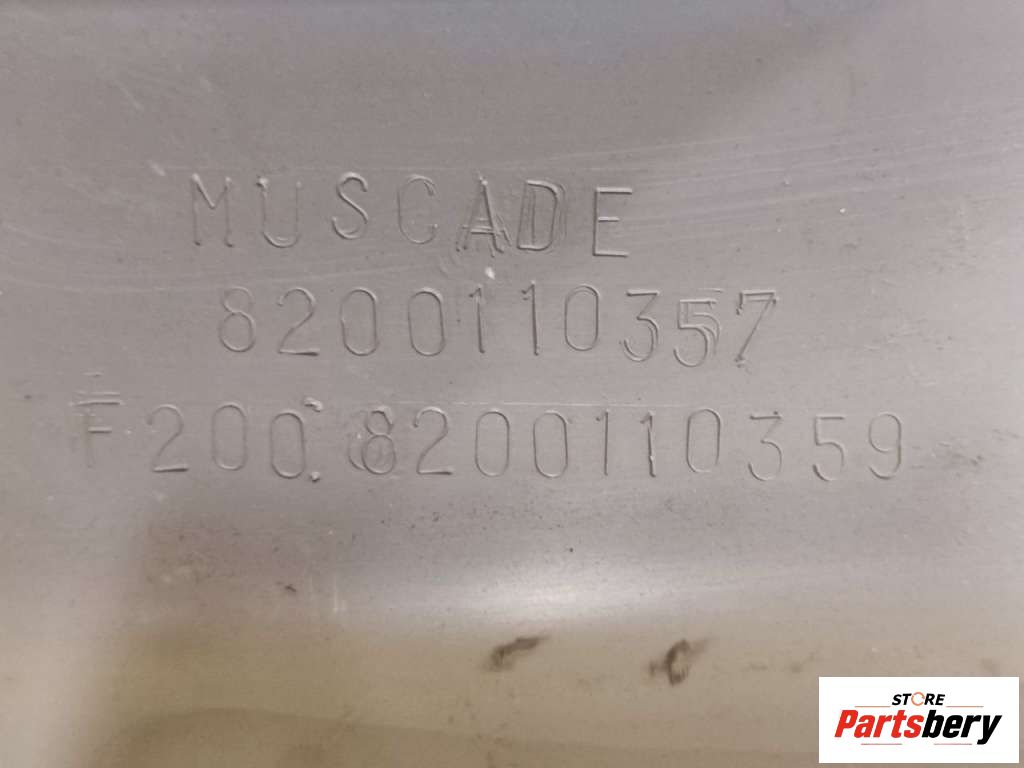 MUSCADE
8200110357
F200.8200110359
STORE
Partsbery